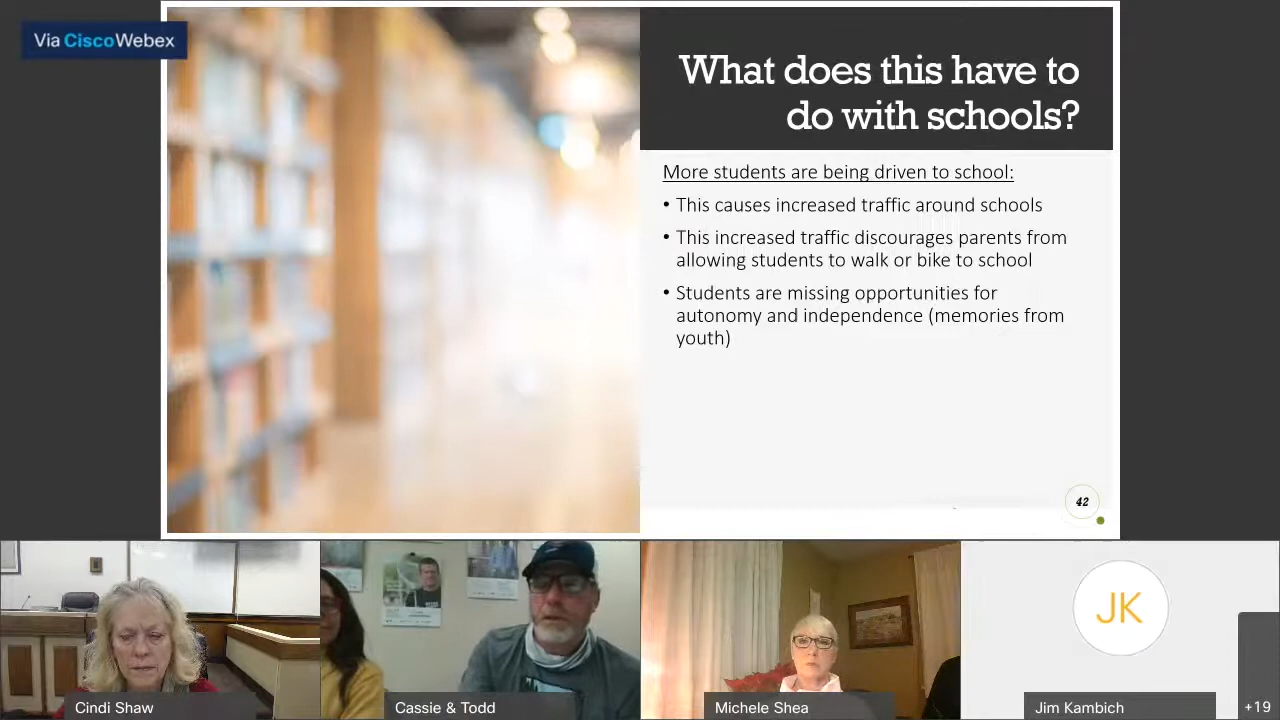 Via CiscoWebex
What does this have to
do with schools?
More students are being driven to school:
• This causes increased traffic around schools
• This increased traffic discourages parents from
allowing students to walk or bike to school
• Students are missing opportunities for
autonomy and independence (memories from
youth)
42
JK
Cindi Shaw
Cassie & Todd
Michele Shea
Jim Kambich
+19